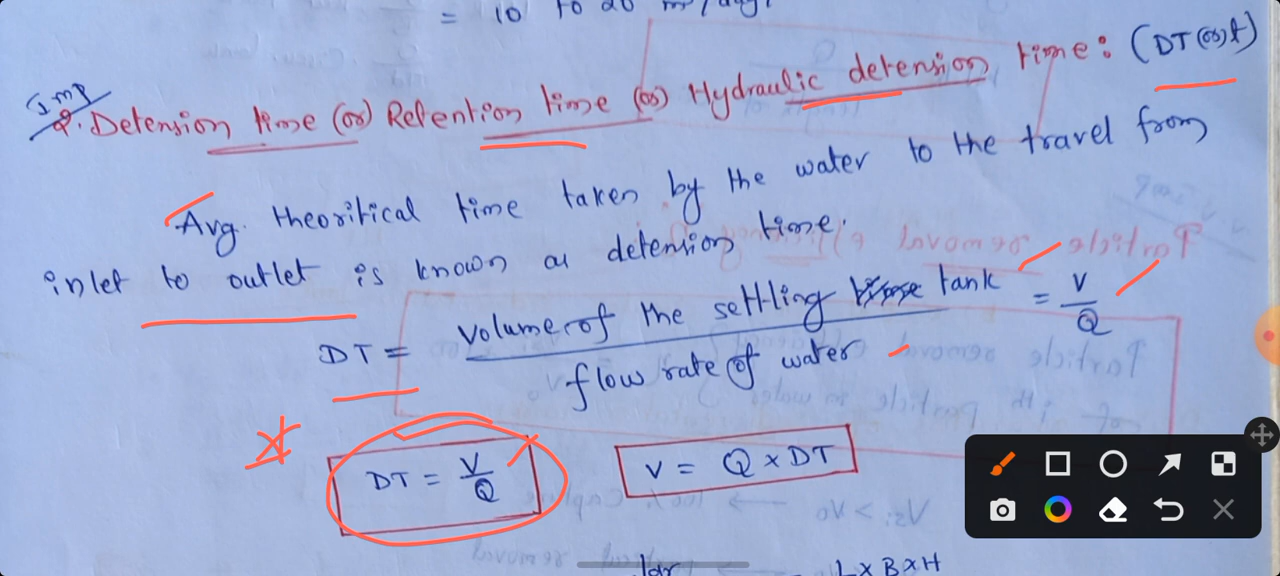 = 10 to 20 m/day.
Imp
2. Detension time (or) Retention time (or) Hydraulic detension time: (DT (or) t)
Avg. theoritical time taken by the water to the travel from
inlet to outlet is known as detension time.
DT = volume of the settling tank / flow rate of water = V/Q
DT = V/Q V = Q × DT
L × B × H